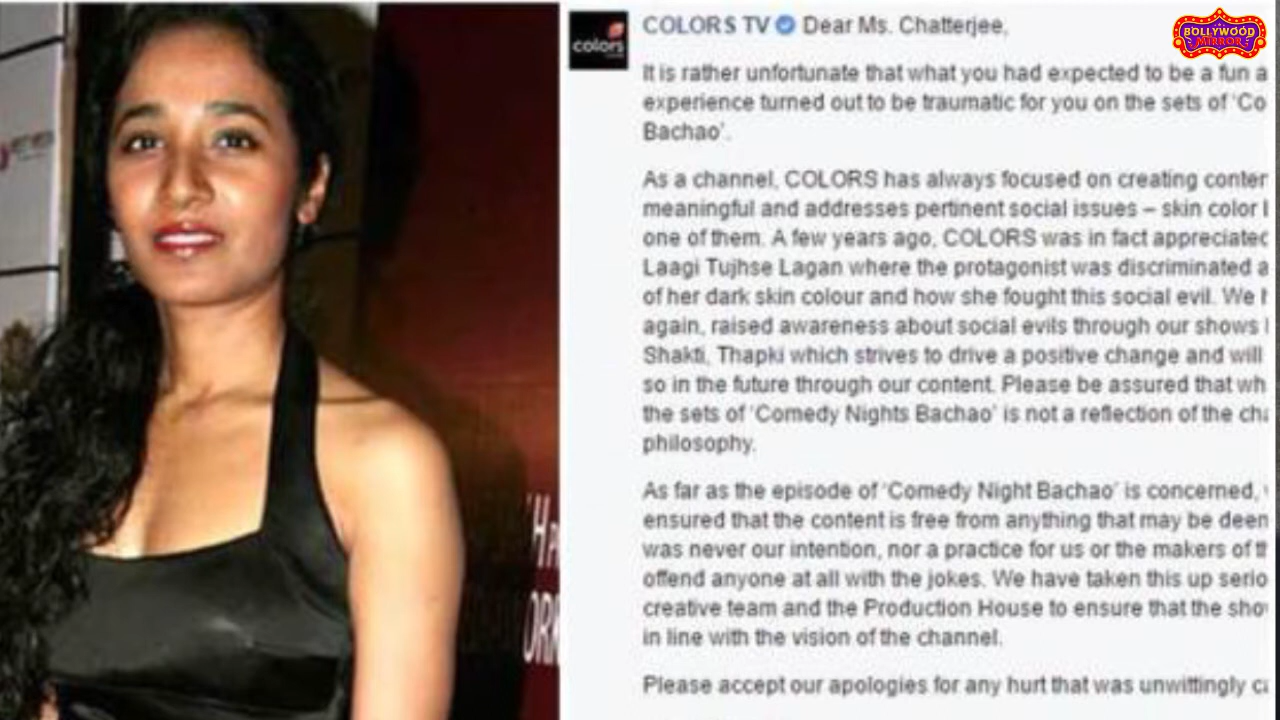 COLORS TV Dear Ms. Chatterjee,
BOLLYWOOD
MIRROR
colors
It is rather unfortunate that what you had expected to be a fun a
experience turned out to be traumatic for you on the sets of ‘Co
Bachao’.
As a channel, COLORS has always focused on creating conter
meaningful and addresses pertinent social issues – skin color
one of them. A few years ago, COLORS was in fact appreciated
Laagi Tujhse Lagan where the protagonist was discriminated a
of her dark skin colour and how she fought this social evil. We
again, raised awareness about social evils through our shows
Shakti, Thapki which strives to drive a positive change and will
so in the future through our content. Please be assured that wh
the sets of ‘Comedy Nights Bachao’ is not a reflection of the cha
philosophy.
As far as the episode of ‘Comedy Night Bachao’ is concerned,
ensured that the content is free from anything that may be deen
was never our intention, nor a practice for us or the makers of th
offend anyone at all with the jokes. We have taken this up serio
creative team and the Production House to ensure that the sho
in line with the vision of the channel.
Please accept our apologies for any hurt that was unwittingly ca
'Ha
ORI